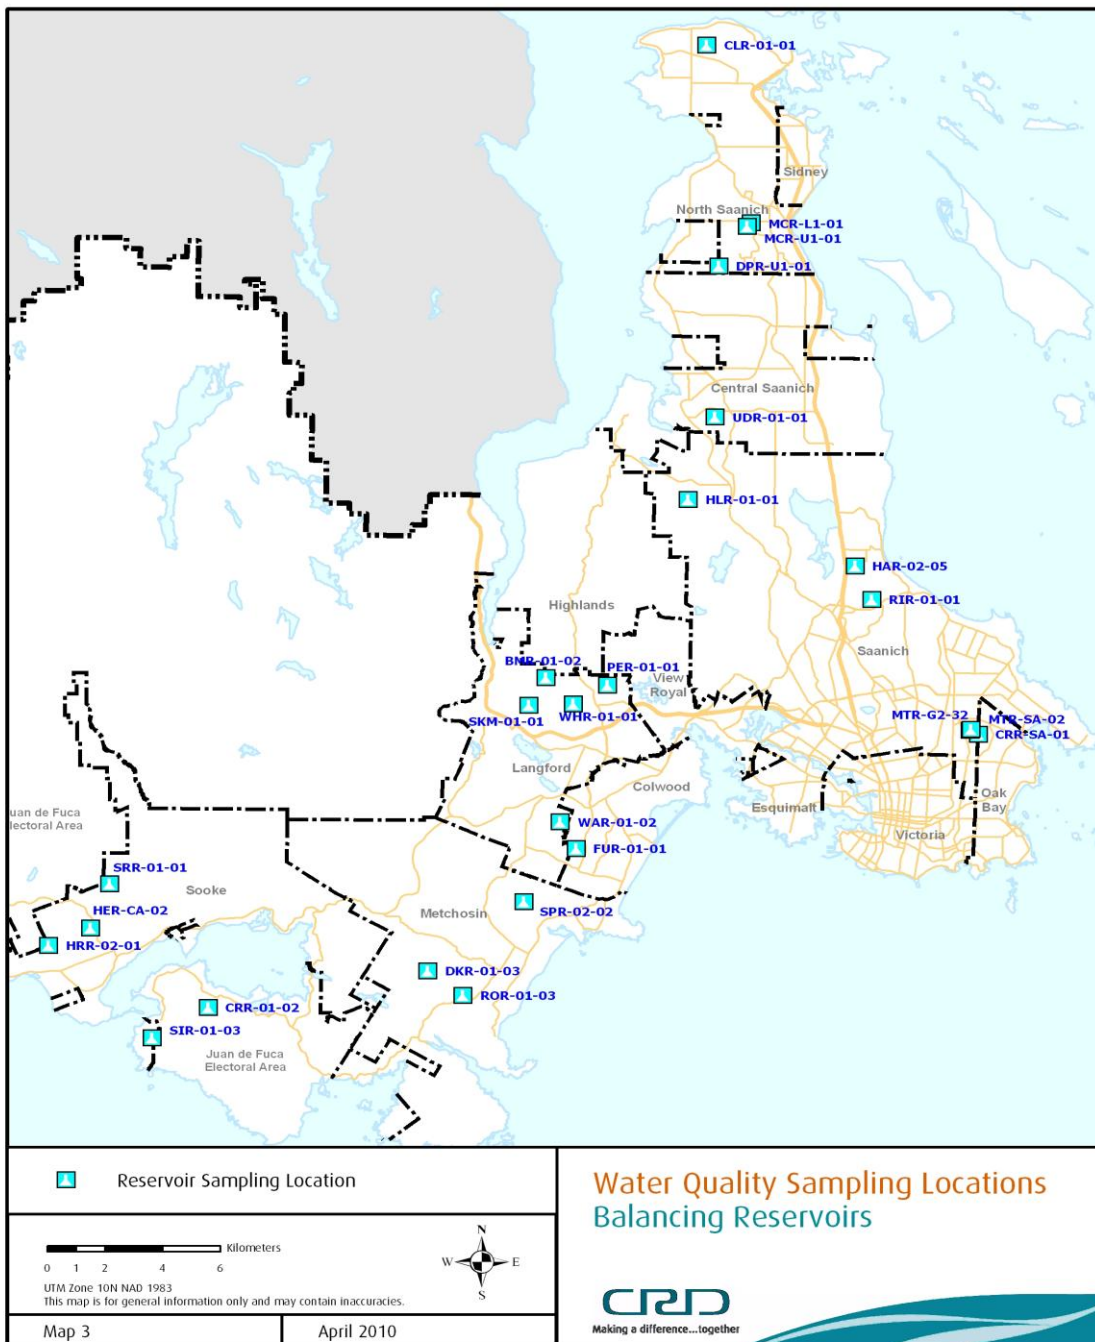 CLR-01-01
Sidney
North Saanich
MCR-L1-01
MCR-U1-01
DPR-U1-01
Central Saanich
UDR-01-01
HLR-01-01
HAR-02-05
RIR-01-01
Highlands
Saanich
BMR-01-02
PER-01-01
View
Royal
SKM-01-01
WHR-01-01
MTR-G2-32
MTR-SA-02
CRR-SA-01
Langford
Colwood
Esquimalt
Oak
Bay
Victoria
WAR-01-02
FUR-01-01
uan de Fuca
lectoral Area
SRR-01-01
Sooke
HER-CA-02
HRR-02-01
Metchosin
SPR-02-02
DKR-01-03
ROR-01-03
CRR-01-02
SIR-01-03
Juan de Fuca
Electoral Area
Reservoir Sampling Location
Water Quality Sampling Locations
Balancing Reservoirs
Kilometers
0 1 2 4 6
UTM Zone 10N NAD 1983
This map is for general information only and may contain inaccuracies.
N
W E
S
CRD
Making a difference...together
Map 3
April 2010